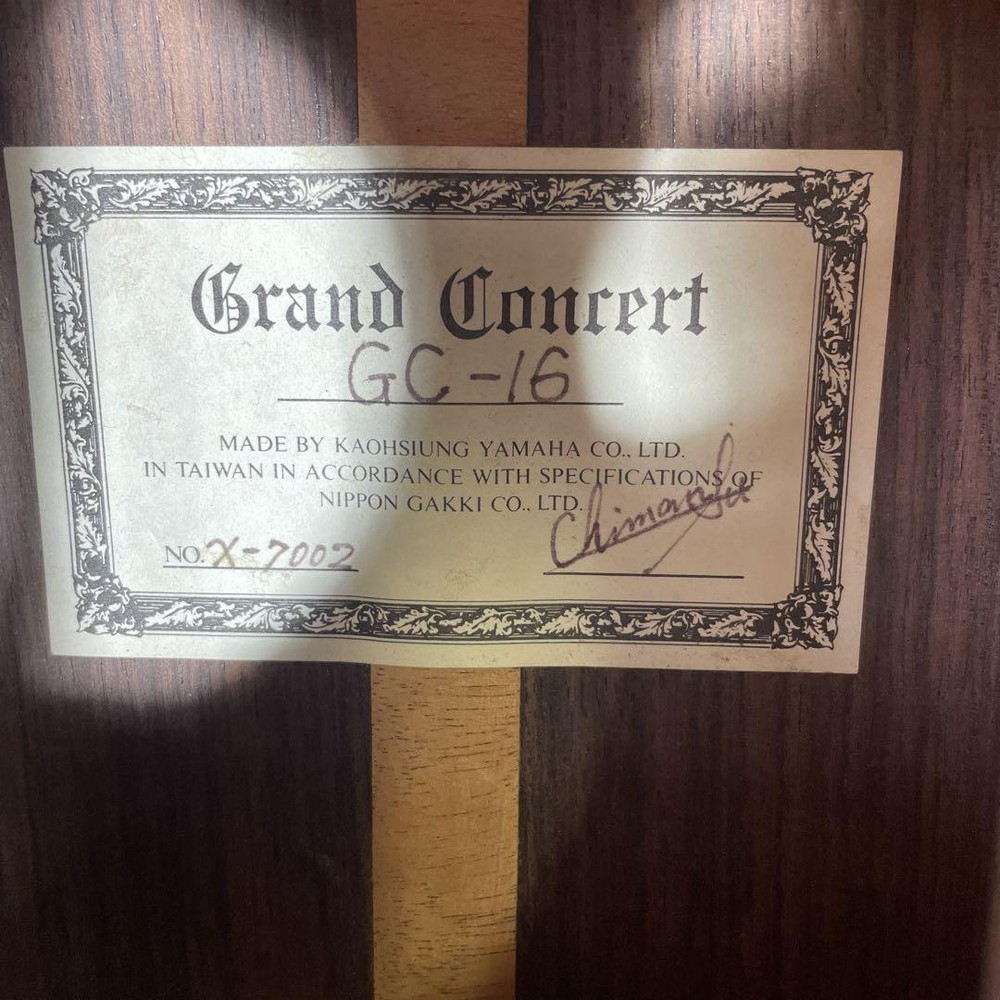 Grand Concert
GC-16
MADE BY KAOHSIUNG YAMAHA CO., LTD.
IN TAIWAN IN ACCORDANCE WITH SPECIFICATIONS OF
NIPPON GAKKI CO., LTD.
NO. X-7002